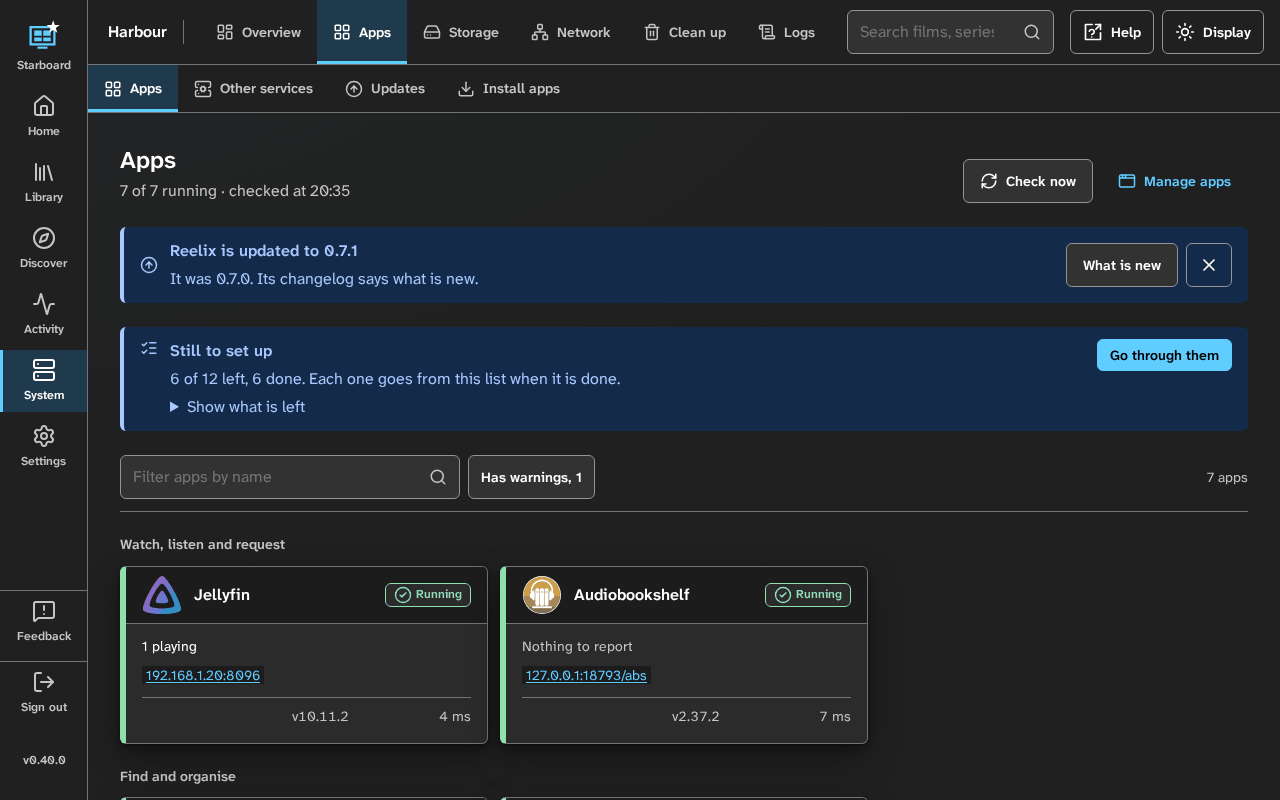 Starboard
Home
Library
Discover
Activity
System
Settings
Feedback
Sign out
v0.40.0
Harbour
Overview
Apps
Storage
Network
Clean up
Logs
Search films, series
Help
Display
Apps
Other services
Updates
Install apps
Apps
7 of 7 running · checked at 20:35
Check now
Manage apps
Reelix is updated to 0.7.1
It was 0.7.0. Its changelog says what is new.
What is new
Still to set up
6 of 12 left, 6 done. Each one goes from this list when it is done.
Show what is left
Go through them
Filter apps by name
Has warnings, 1
7 apps
Watch, listen and request
Jellyfin
Running
1 playing
192.168.1.20:8096
v10.11.2
4 ms
Audiobookshelf
Running
Nothing to report
127.0.0.1:18793/abs
v2.37.2
7 ms
Find and organise